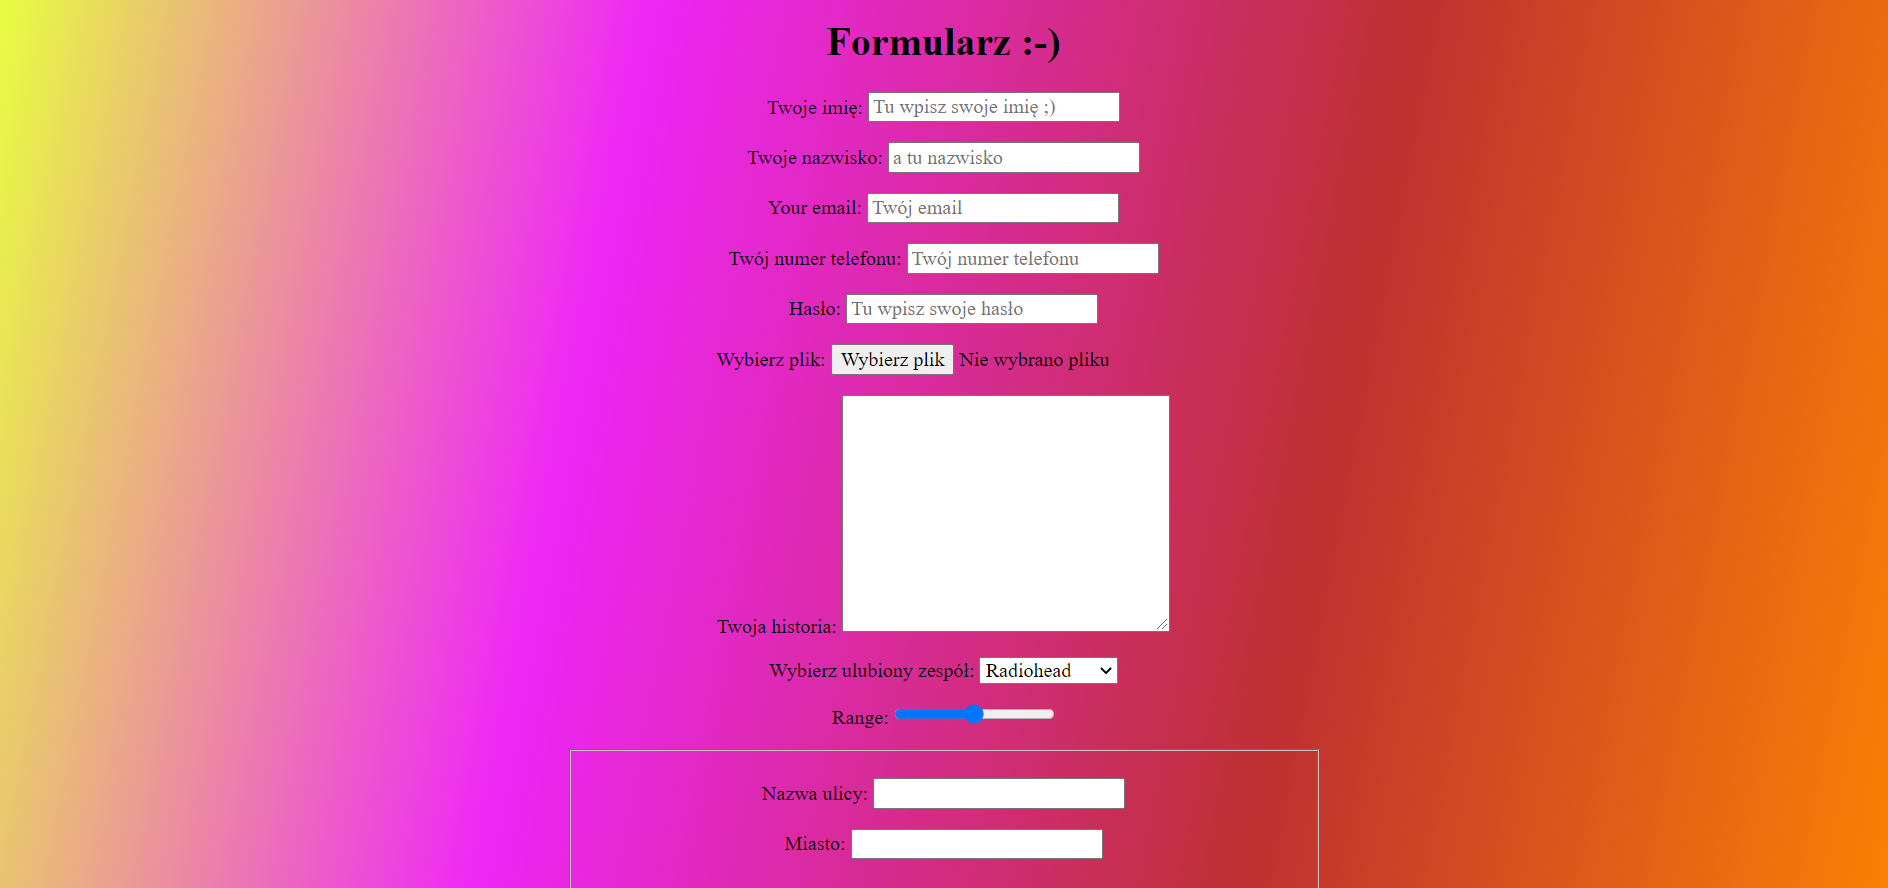 Formularz :-)
Twoje imię: Tu wpisz swoje imię ;)
Twoje nazwisko: a tu nazwisko
Your email: Twój email
Twój numer telefonu: Twój numer telefonu
Hasło: Tu wpisz swoje hasło
Wybierz plik: Wybierz plik Nie wybrano pliku
Twoja historia:
Wybierz ulubiony zespół: Radiohead
Range:
Nazwa ulicy:
Miasto: